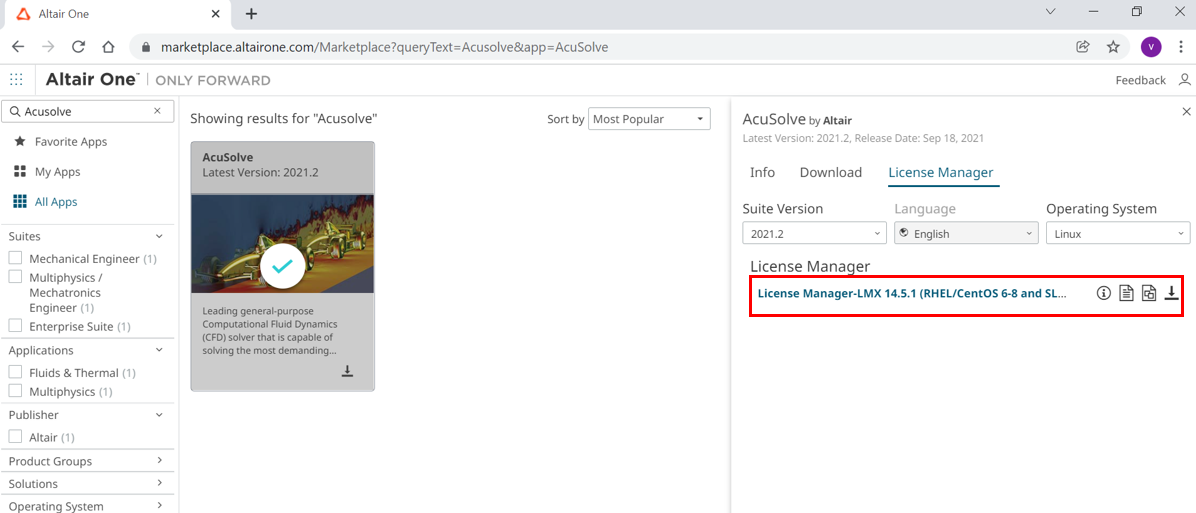 Altair One
marketplace.altairone.com/Marketplace?queryText=Acusolve&app=AcuSolve
V
Altair One™ | ONLY FORWARD
Feedback
Acusolve
Favorite Apps
My Apps
All Apps
Suites
Mechanical Engineer (1)
Multiphysics /
Mechatronics
Engineer (1)
Enterprise Suite (1)
Applications
Fluids & Thermal (1)
Multiphysics (1)
Publisher
Altair (1)
Product Groups
Solutions
Operating System
Showing results for "Acusolve"
Sort by Most Popular
AcuSolve
Latest Version: 2021.2
Leading general-purpose
Computational Fluid Dynamics
(CFD) solver that is capable of
solving the most demanding...
AcuSolve by Altair
Latest Version: 2021.2, Release Date: Sep 18, 2021
Info Download License Manager
Suite Version Language Operating System
2021.2 English Linux
License Manager
License Manager-LMX 14.5.1 (RHEL/CentOS 6-8 and SL...